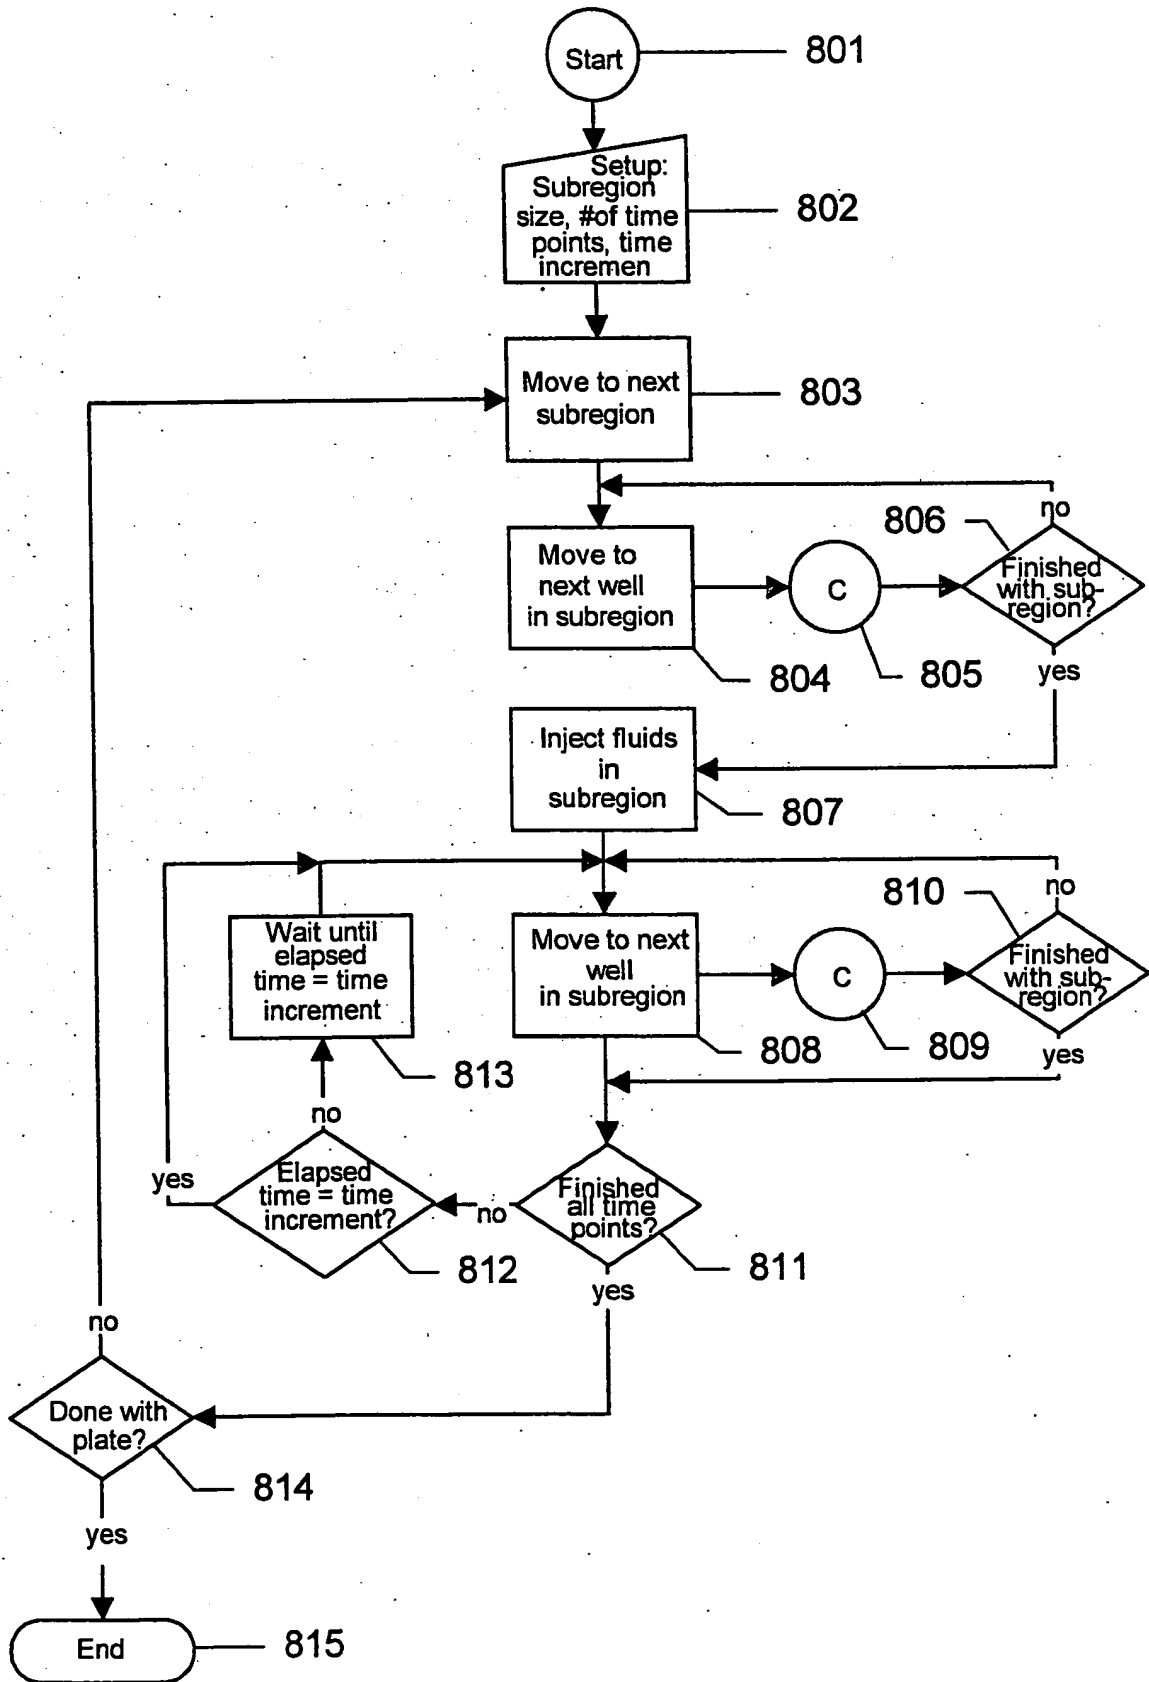 Start
801
Setup:
Subregion
size, #of time
points, time
incremen
802
Move to next
subregion
803
Move to
next well
in subregion
804
C
805
no
806
Finished
with sub-
region?
yes
Inject fluids
in
subregion
807
Wait until
elapsed
time = time
increment
813
Move to next
well
in subregion
808
C
809
no
810
Finished
with sub-
region?
yes
no
yes
Elapsed
time = time
increment?
812
no
Finished
all time
points?
811
yes
no
Done with
plate?
814
yes
End
815